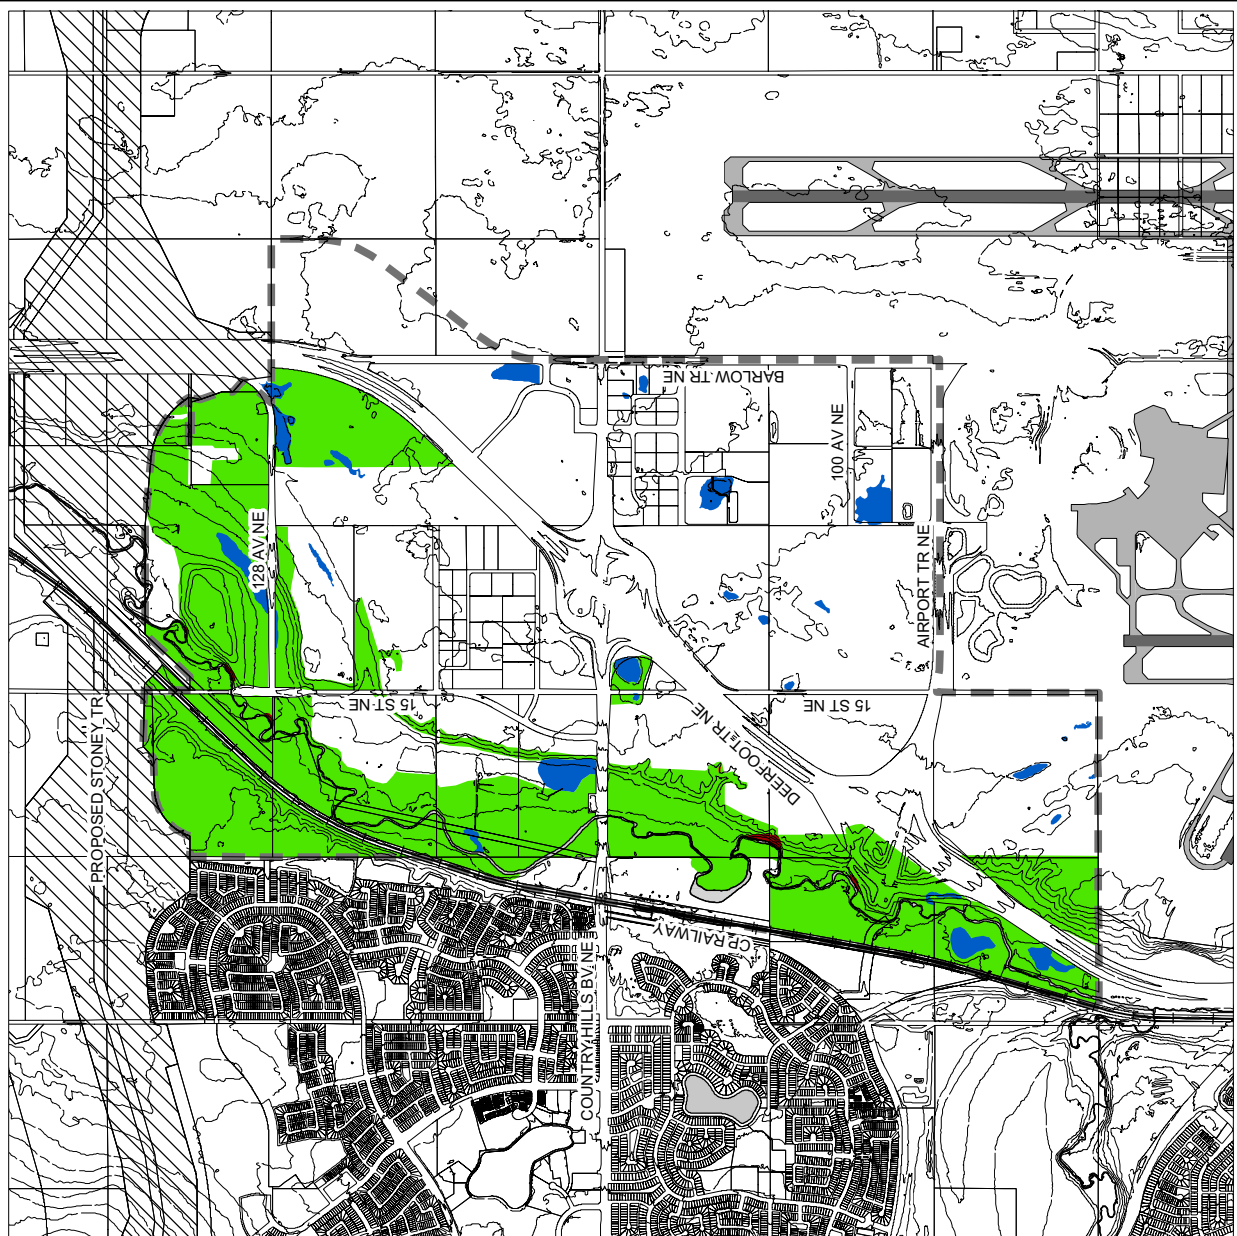 BARLOW TR NE
100 AV NE
128 AV NE
AIRPORT TR NE
15 ST NE
15 ST NE
DEERFOOT TR NE
PROPOSED STONEY TR
CP RAILWAY
COUNTRY HILLS BV NE